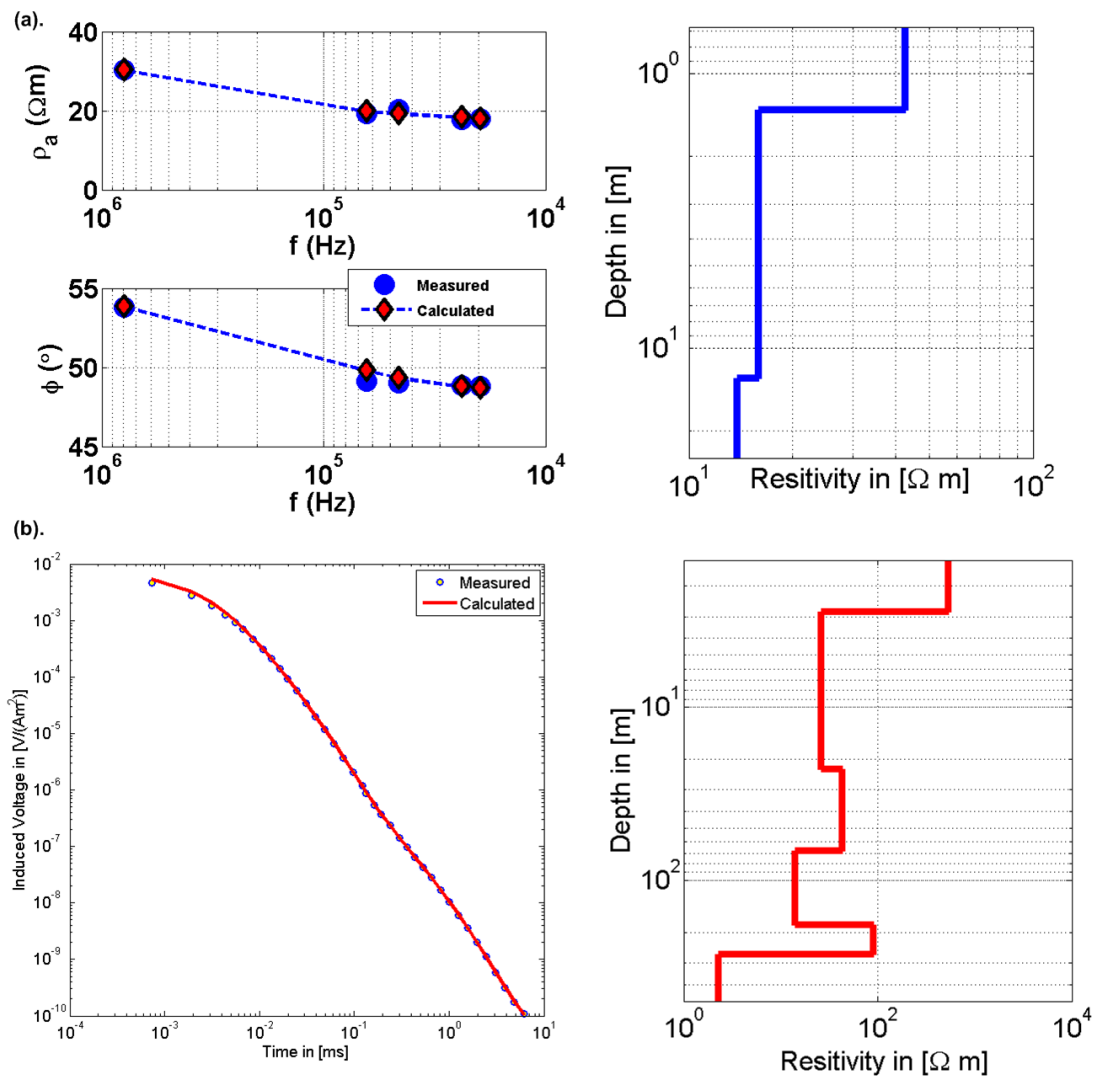 (a).
40
20
0
ρa (Ωm)
10^6
10^5
10^4
f (Hz)
55
50
45
ϕ (º)
Measured
Calculated
10^6
10^5
10^4
f (Hz)
10^0
10^1
Depth in [m]
10^1
Resitivity in [Ω m]
10^2
(b).
10^-2
10^-3
10^-4
10^-5
10^-6
10^-7
10^-8
10^-9
10^-10
Induced Voltage in [V/(Am^2)]
Measured
Calculated
10^-4
10^-3
10^-2
10^-1
10^0
10^1
Time in [ms]
10^1
10^2
Depth in [m]
10^0
10^2
10^4
Resitivity in [Ω m]